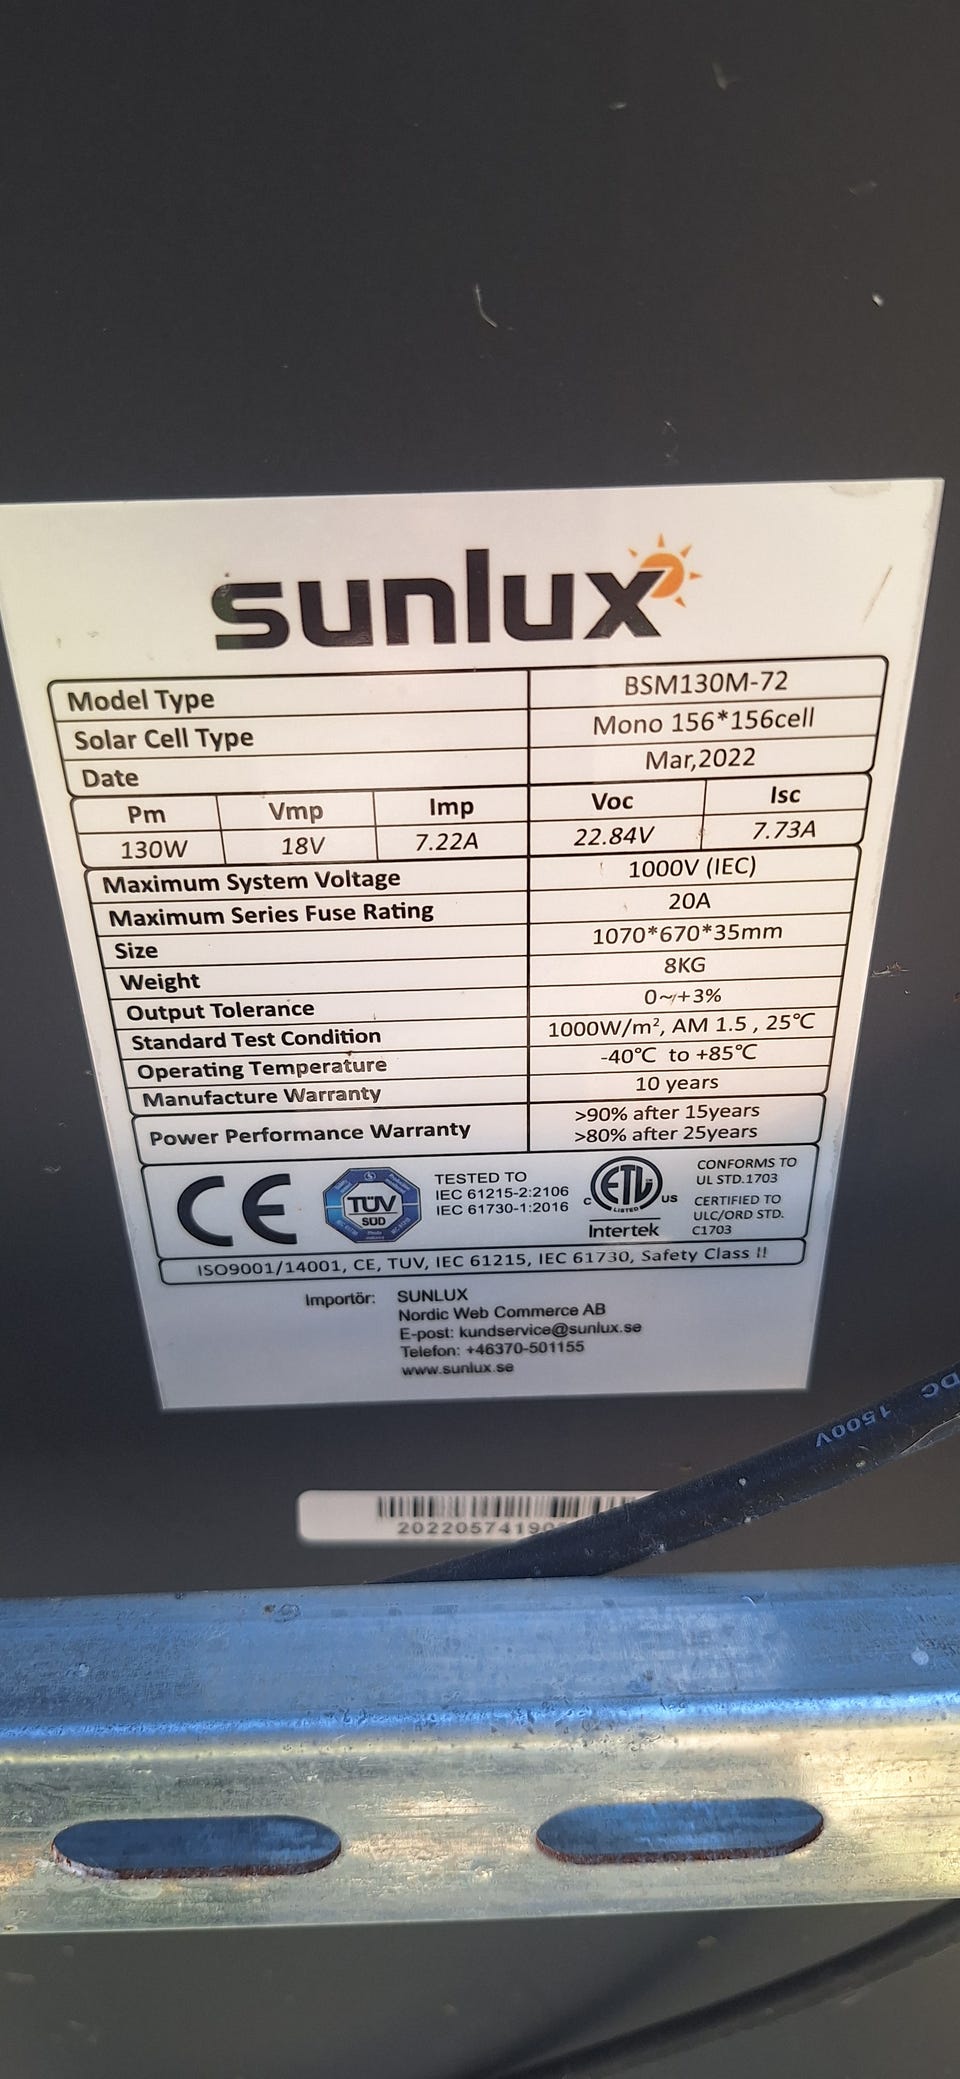 sunlux
Model Type BSM130M-72
Solar Cell Type Mono 156*156cell
Date Mar,2022
Pm Vmp Imp Voc Isc
130W 18V 7.22A 22.84V 7.73A
Maximum System Voltage 1000V (IEC)
Maximum Series Fuse Rating 20A
Size 1070*670*35mm
Weight 8KG
Output Tolerance 0~+3%
Standard Test Condition 1000W/m², AM 1.5 , 25℃
Operating Temperature -40℃ to +85℃
Manufacture Warranty 10 years
Power Performance Warranty >90% after 15years
>80% after 25years
CE
TÜV
SÜD
TESTED TO
IEC 61215-2:2106
IEC 61730-1:2016
C ETL US
LISTED
Intertek
CONFORMS TO
UL STD.1703
CERTIFIED TO
ULC/ORD STD.
C1703
ISO9001/14001, CE, TUV, IEC 61215, IEC 61730, Safety Class II
Importör: SUNLUX
Nordic Web Commerce AB
E-post: kundservice@sunlux.se
Telefon: +46370-501155
www.sunlux.se
DC 1500V
2022057419